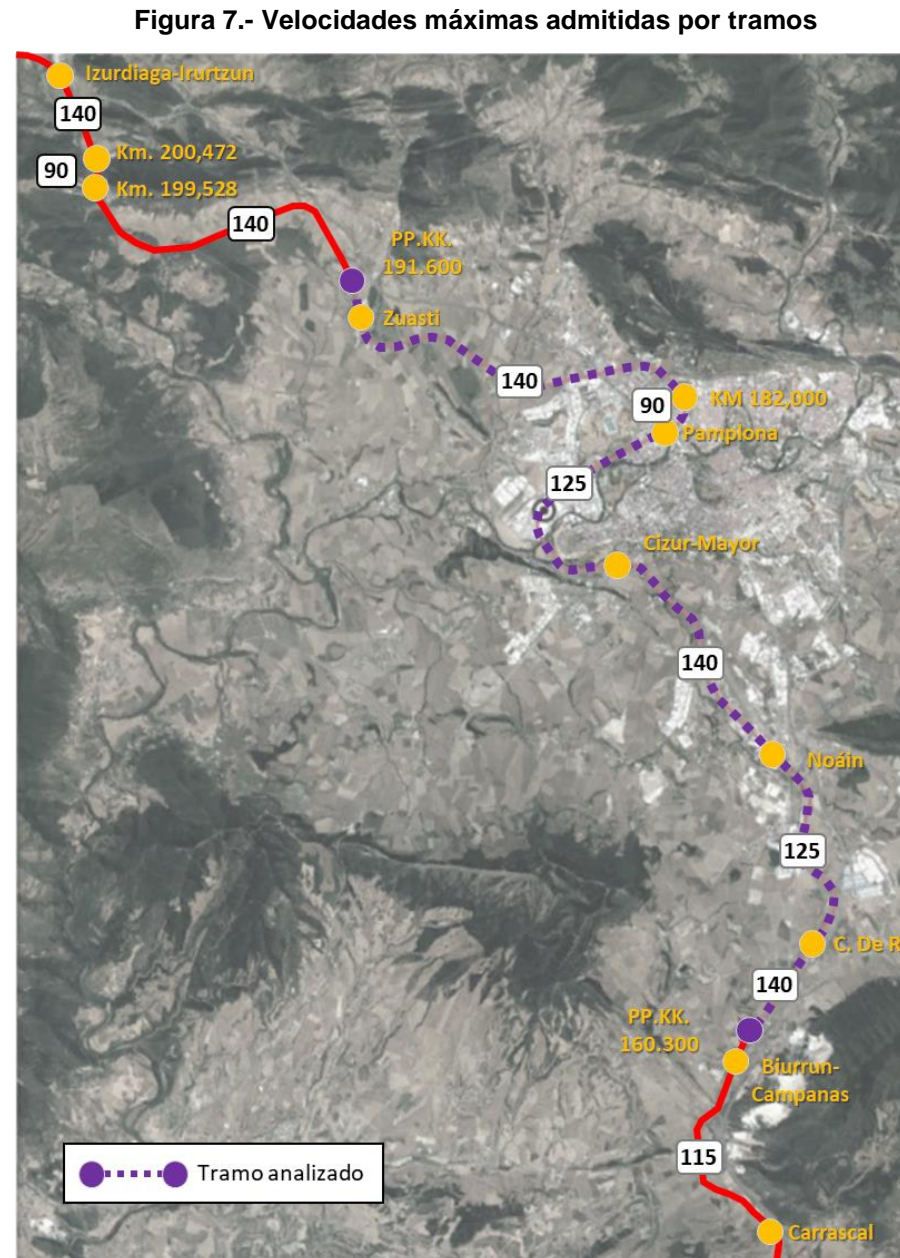 Figura 7.- Velocidades máximas admitidas por tramos
Izurdiaga-Irurtzun
140
Km. 200,472
90
Km. 199,528
140
PP.KK.
191.600
Zuasti
140
KM 182,000
90
Pamplona
125
Cizur-Mayor
140
Noáin
125
C. De R
140
PP.KK.
160.300
Biurrun-
Campanas
115
Tramo analizado
Carrascal